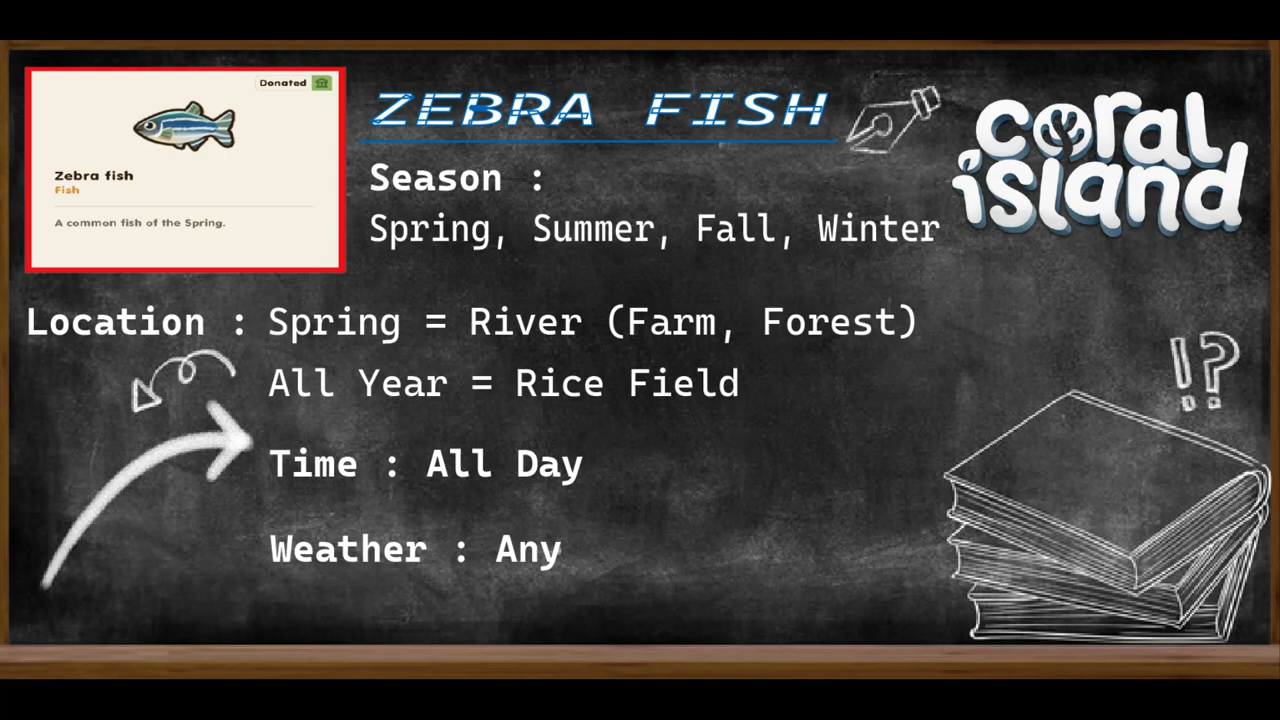 Donated
Zebra fish
Fish
A common fish of the Spring.
ZEBRA FISH
coral
island
Season :
Spring, Summer, Fall, Winter
Location : Spring = River (Farm, Forest)
All Year = Rice Field
Time : All Day
Weather : Any
!?